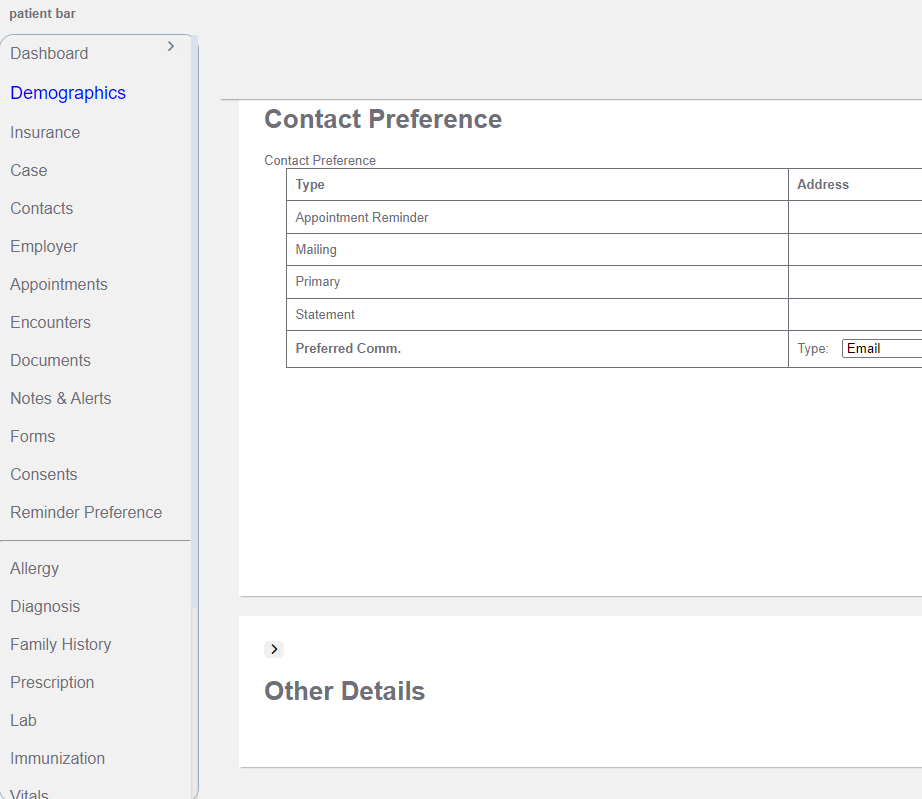 patient bar
Dashboard
Demographics
Insurance
Case
Contacts
Employer
Appointments
Encounters
Documents
Notes & Alerts
Forms
Consents
Reminder Preference
Allergy
Diagnosis
Family History
Prescription
Lab
Immunization
Vitals
Contact Preference
Contact Preference
Type Address
Appointment Reminder
Mailing
Primary
Statement
Preferred Comm. Type: Email
Other Details